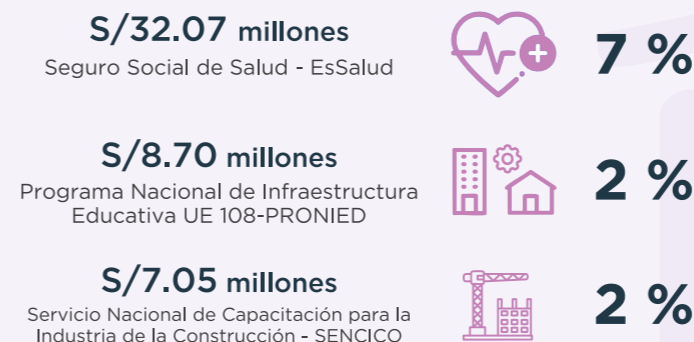 S/32.07 millones
Seguro Social de Salud - EsSalud
7 %
S/8.70 millones
Programa Nacional de Infraestructura
Educativa UE 108-PRONIED
2 %
S/7.05 millones
Servicio Nacional de Capacitación para la
Industria de la Construcción - SENCICO
2 %